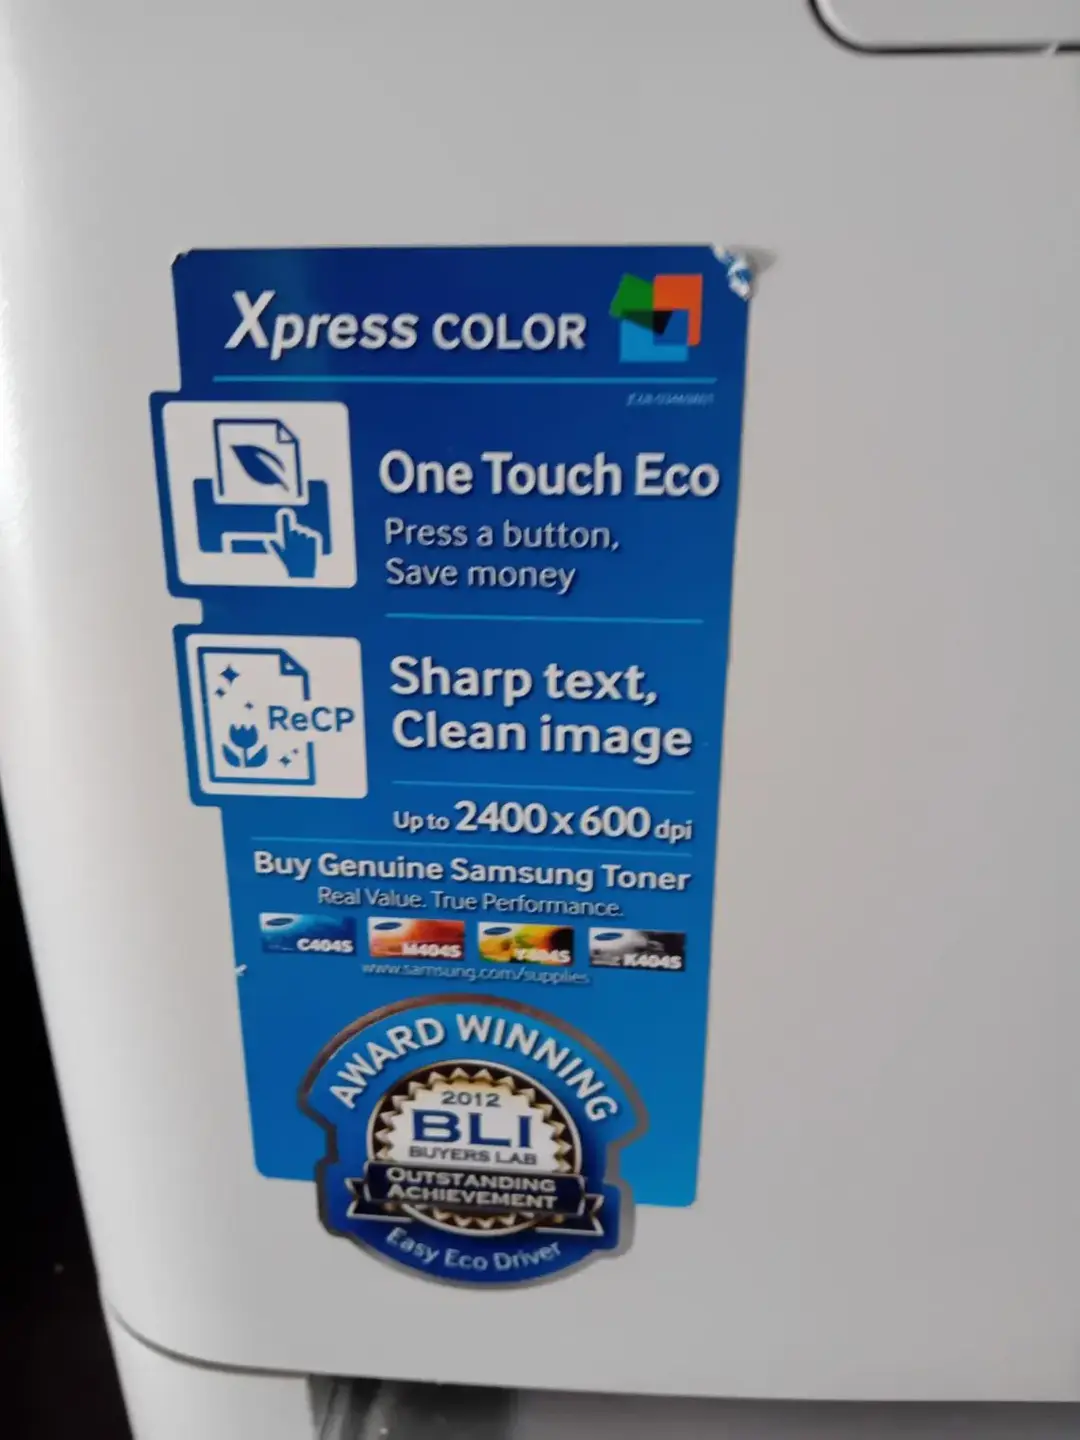 Xpress COLOR
One Touch Eco
Press a button,
Save money
ReCP
Sharp text,
Clean image
Up to 2400 x 600 dpi
Buy Genuine Samsung Toner
Real Value. True Performance.
C404S M404S Y404S K404S
www.samsung.com/supplies
AWARD WINNING
2012
BLI
BUYERS LAB
OUTSTANDING
ACHIEVEMENT
Easy Eco Driver